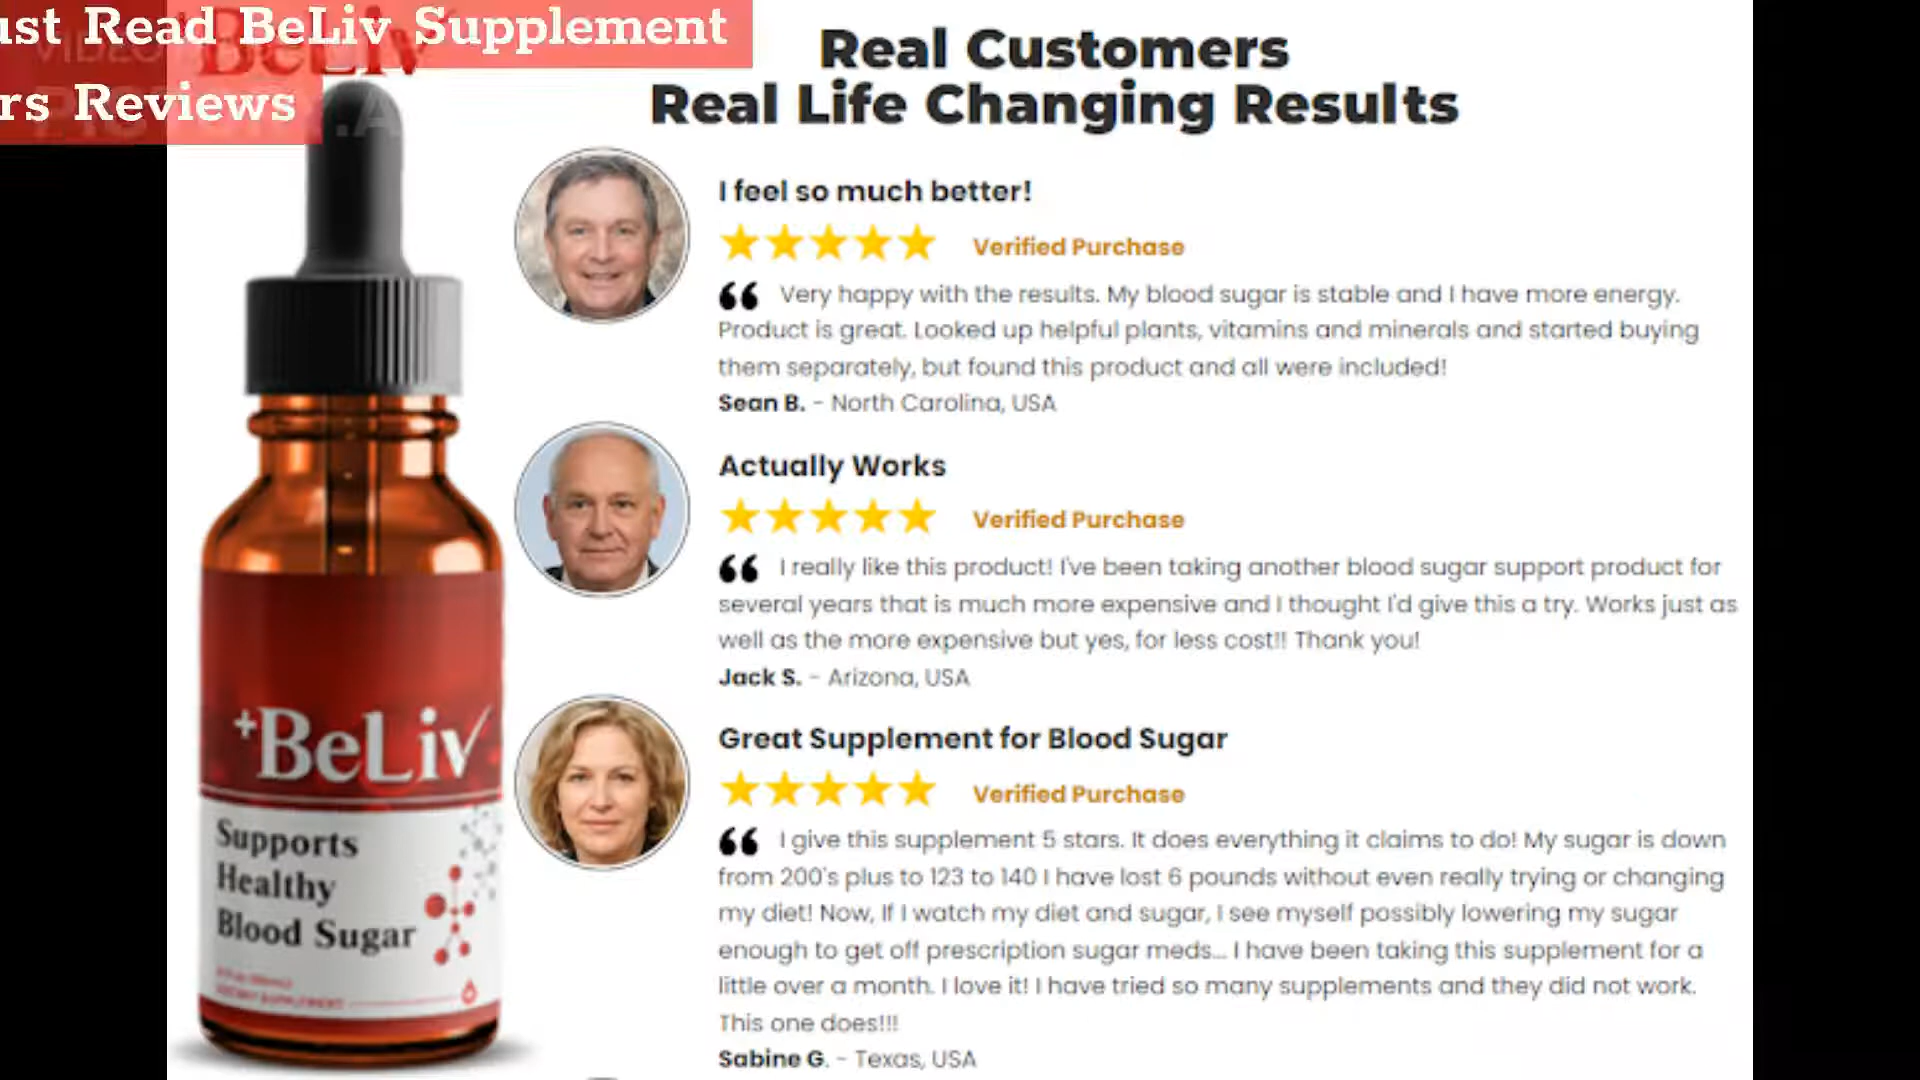 ust Read BeLiv Supplement
rs Reviews
BeLiv
Real Customers
Real Life Changing Results
I feel so much better!
Verified Purchase
Very happy with the results. My blood sugar is stable and I have more energy.
Product is great. Looked up helpful plants, vitamins and minerals and started buying
them separately, but found this product and all were included!
Sean B. - North Carolina, USA
Actually Works
Verified Purchase
I really like this product! I've been taking another blood sugar support product for
several years that is much more expensive and I thought I'd give this a try. Works just as
well as the more expensive but yes, for less cost!! Thank you!
Jack S. - Arizona, USA
Great Supplement for Blood Sugar
Verified Purchase
I give this supplement 5 stars. It does everything it claims to do! My sugar is down
from 200's plus to 123 to 140 I have lost 6 pounds without even really trying or changing
my diet! Now, If I watch my diet and sugar, I see myself possibly lowering my sugar
enough to get off prescription sugar meds... I have been taking this supplement for a
little over a month. I love it! I have tried so many supplements and they did not work.
This one does!!!
Sabine G. - Texas, USA
+BeLiv
Supports
Healthy
Blood Sugar
DIETARY SUPPLEMENT